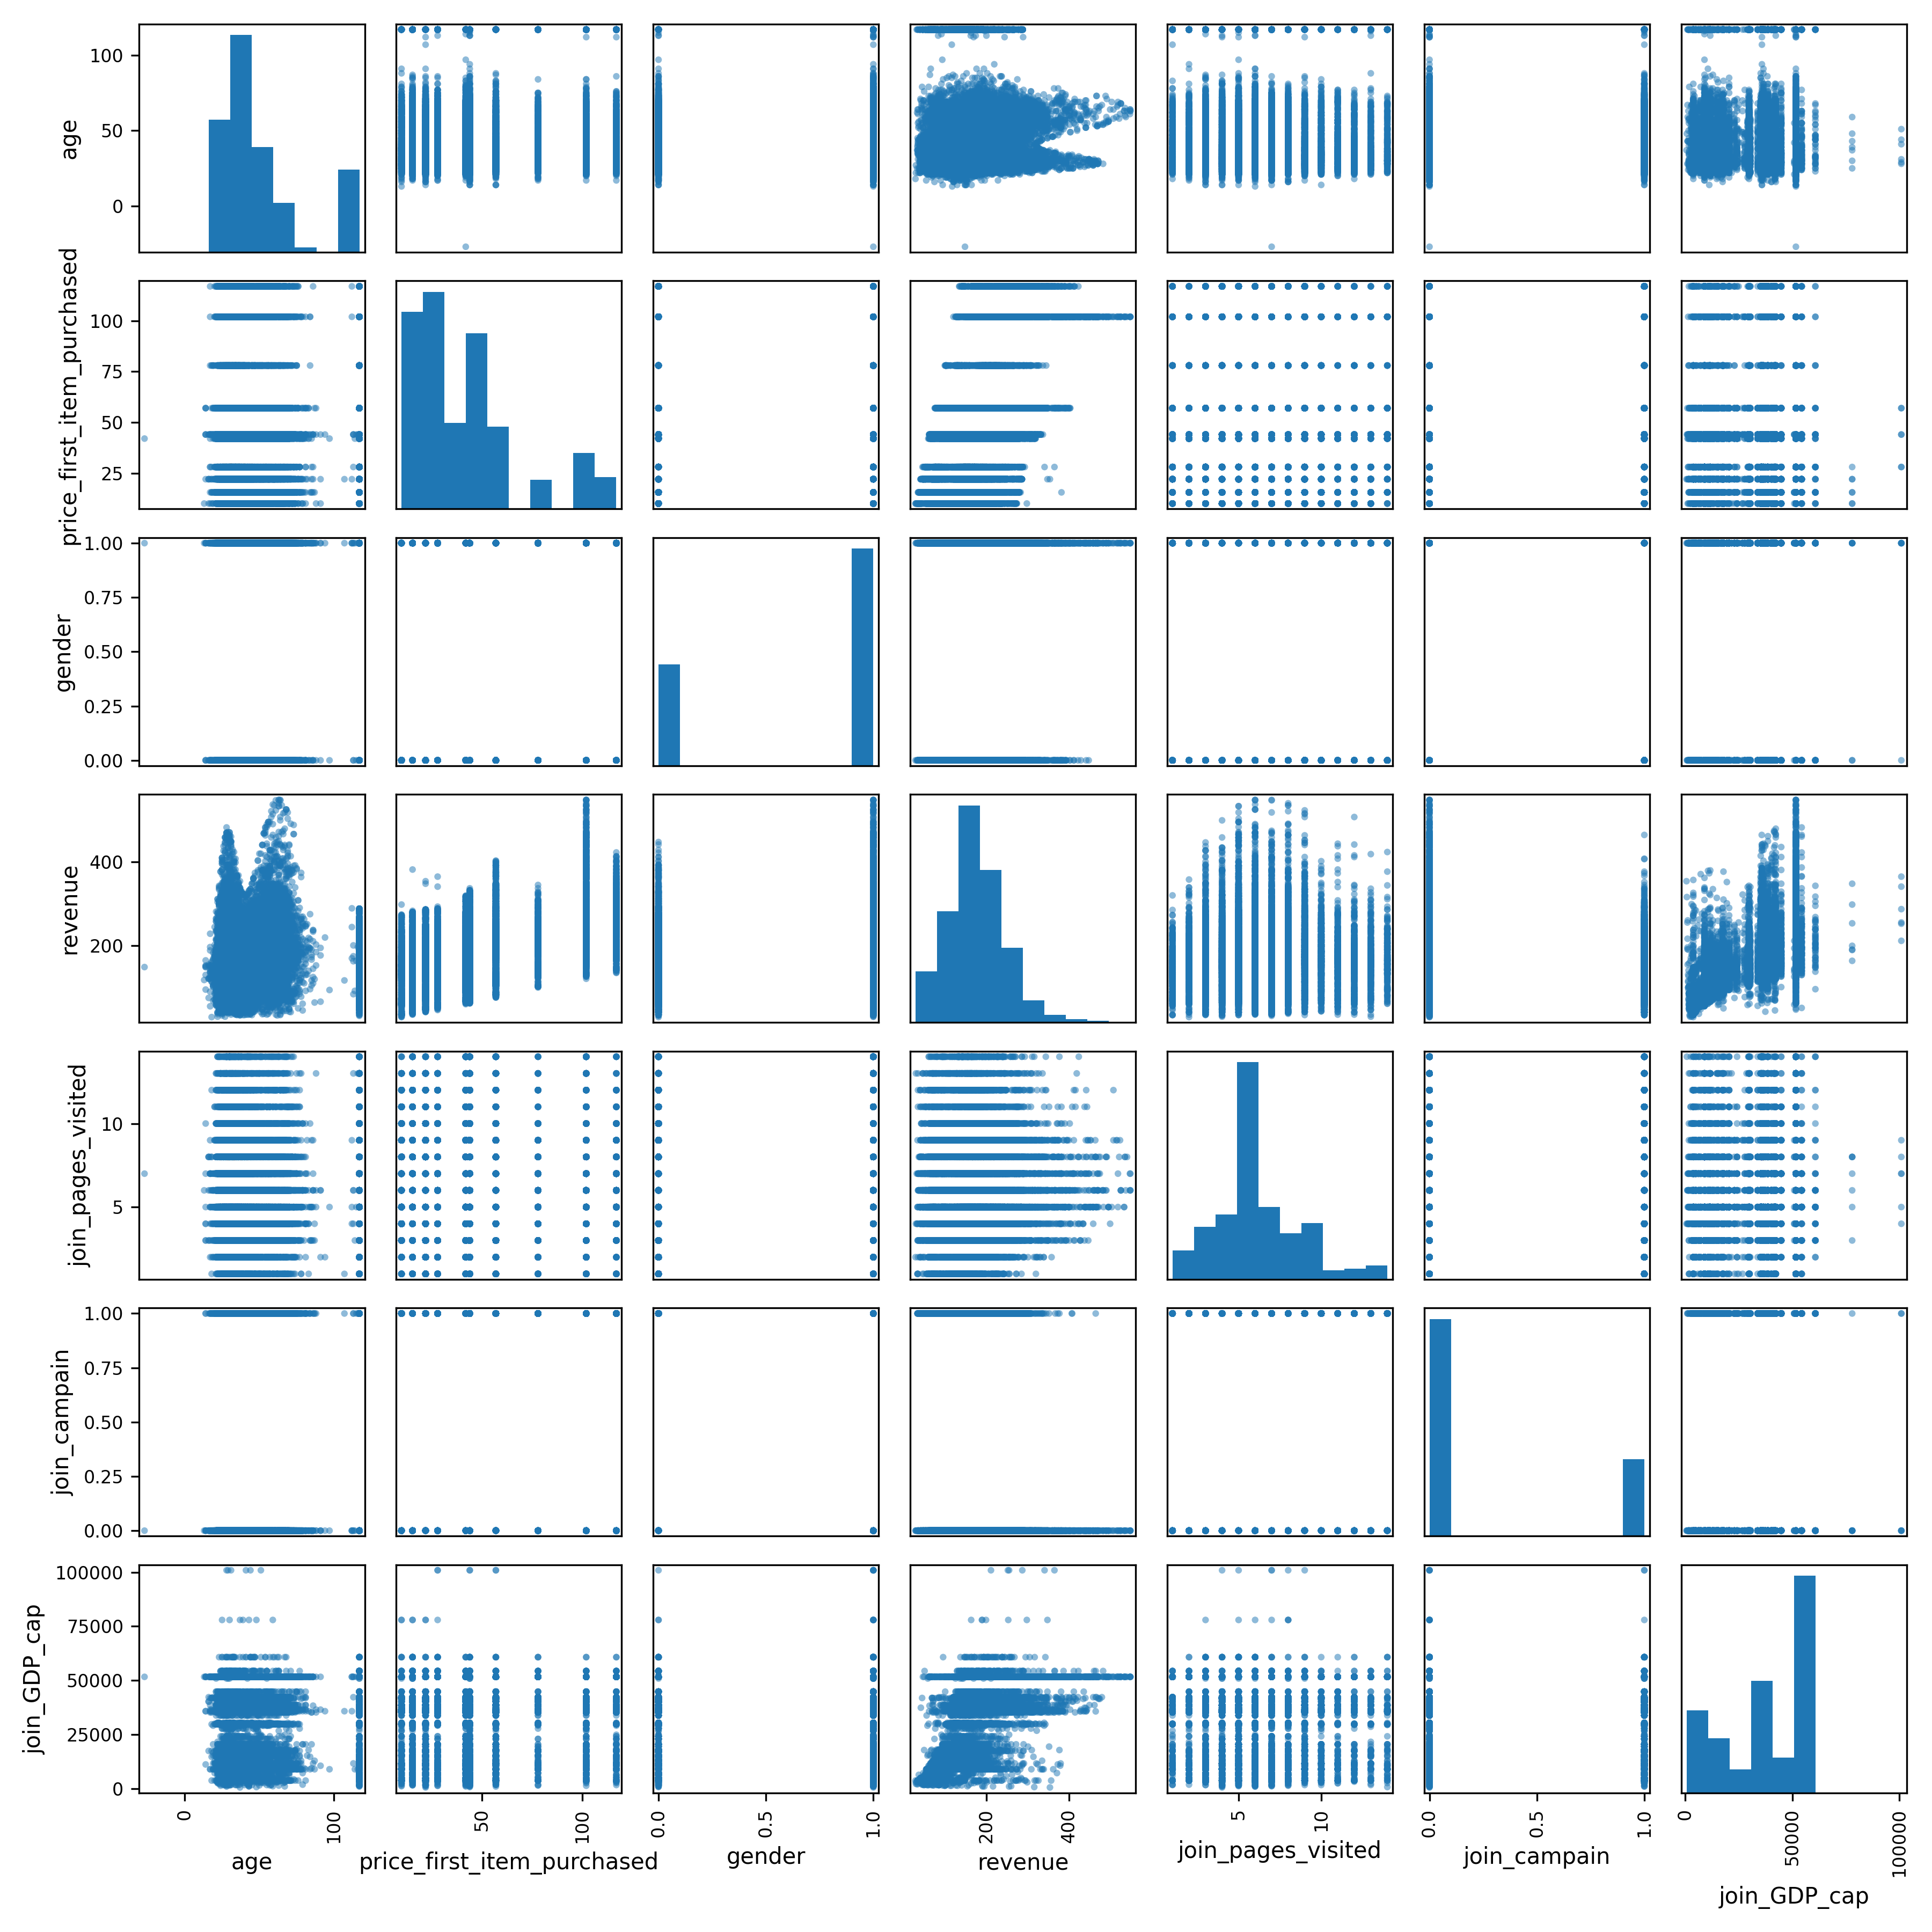 100
50
0
age
100
75
50
25
price_first_item_purchased
1.00
0.75
0.50
0.25
0.00
gender
400
200
revenue
10
5
join_pages_visited
1.00
0.75
0.50
0.25
0.00
join_campain
100000
75000
50000
25000
0
join_GDP_cap
0 100 50 100 0.0 0.5 1.0 200 400 5 10 0.0 0.5 1.0 0 50000 100000
age price_first_item_purchased gender revenue join_pages_visited join_campain join_GDP_cap